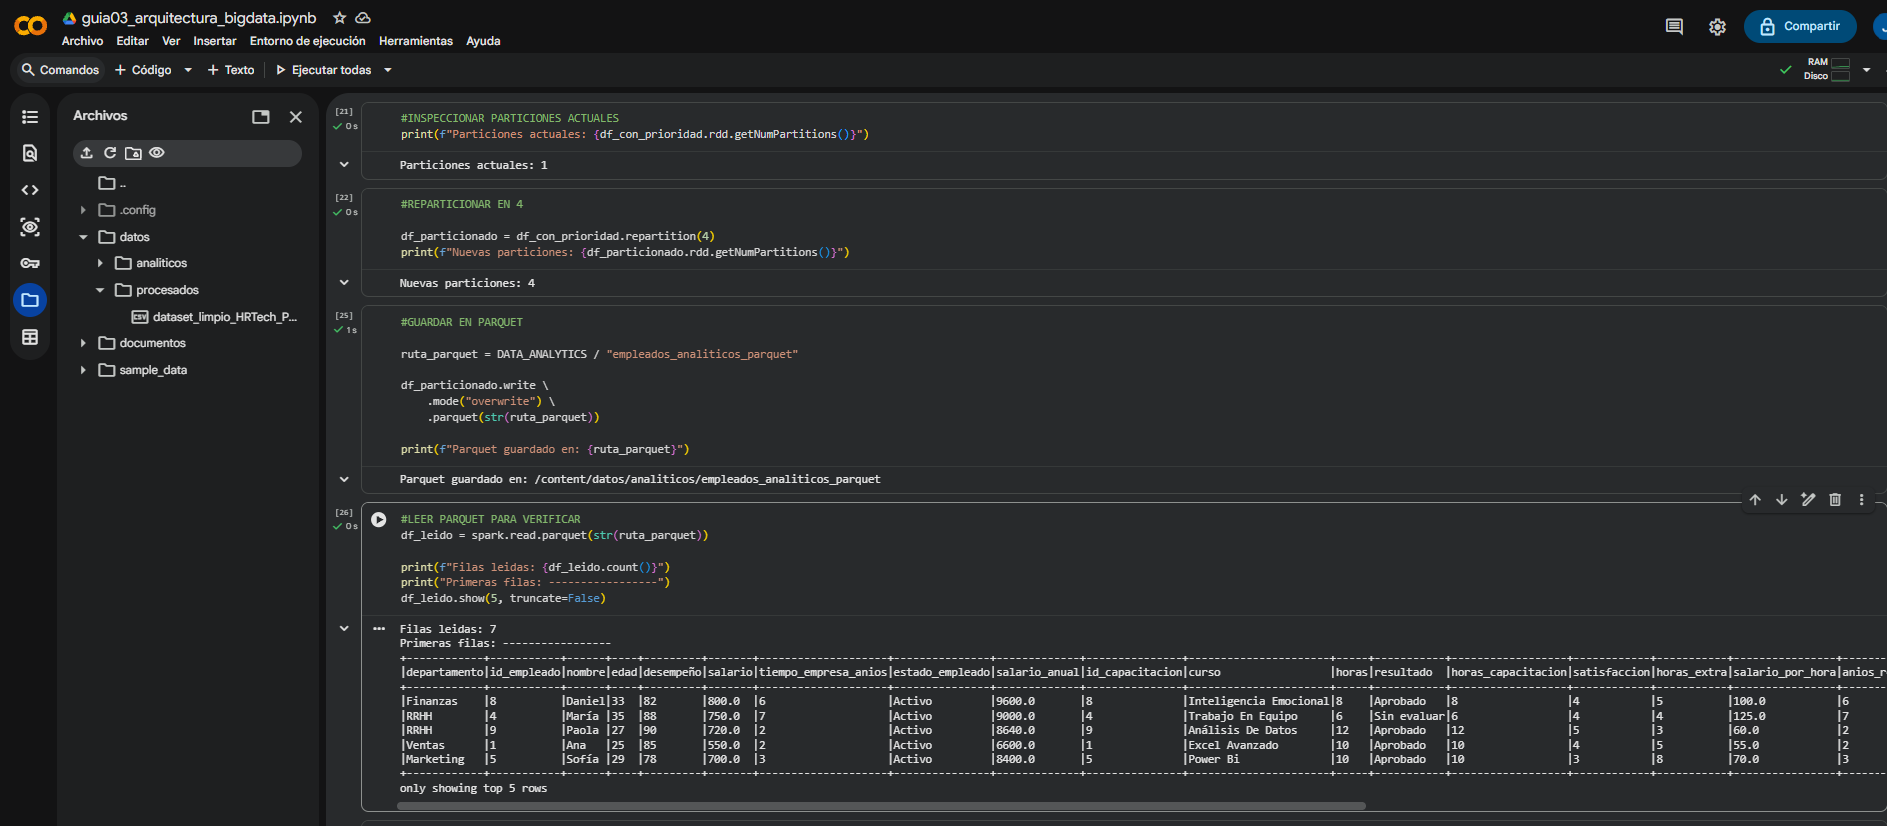 guia03_arquitectura_bigdata.ipynb
Archivo Editar Ver Insertar Entorno de ejecución Herramientas Ayuda
Compartir
Comandos + Código + Texto Ejecutar todas
RAM
Disco
Archivos
..
.config
datos
analiticos
procesados
CSV dataset_limpio_HRTech_P...
documentos
sample_data
[21]
0 s
#INSPECCIONAR PARTICIONES ACTUALES
print(f"Particiones actuales: {df_con_prioridad.rdd.getNumPartitions()}")
Particiones actuales: 1
[22]
0 s
#REPARTICIONAR EN 4
df_particionado = df_con_prioridad.repartition(4)
print(f"Nuevas particiones: {df_particionado.rdd.getNumPartitions()}")
Nuevas particiones: 4
[25]
1 s
#GUARDAR EN PARQUET
ruta_parquet = DATA_ANALYTICS / "empleados_analiticos_parquet"
df_particionado.write \
.mode("overwrite") \
.parquet(str(ruta_parquet))
print(f"Parquet guardado en: {ruta_parquet}")
Parquet guardado en: /content/datos/analiticos/empleados_analiticos_parquet
[26]
0 s
#LEER PARQUET PARA VERIFICAR
df_leido = spark.read.parquet(str(ruta_parquet))
print(f"Filas leidas: {df_leido.count()}")
print("Primeras filas: -----------------")
df_leido.show(5, truncate=False)
Filas leidas: 7
Primeras filas: -----------------
|departamento|id_empleado|nombre|edad|desempeño|salario|tiempo_empresa_anios|estado_empleado|salario_anual|id_capacitacion|curso |horas|resultado |horas_capacitacion|satisfaccion|horas_extra|salario_por_hora|anios_r
|Finanzas |8 |Daniel|33 |82 |800.0 |6 |Activo |9600.0 |8 |Inteligencia Emocional|8 |Aprobado |8 |4 |5 |100.0 |6
|RRHH |4 |María |35 |88 |750.0 |7 |Activo |9000.0 |4 |Trabajo En Equipo |6 |Sin evaluar|6 |4 |4 |125.0 |7
|RRHH |9 |Paola |27 |90 |720.0 |2 |Activo |8640.0 |9 |Análisis De Datos |12 |Aprobado |12 |5 |3 |60.0 |2
|Ventas |1 |Ana |25 |85 |550.0 |2 |Activo |6600.0 |1 |Excel Avanzado |10 |Aprobado |10 |4 |5 |55.0 |2
|Marketing |5 |Sofía |29 |78 |700.0 |3 |Activo |8400.0 |5 |Power Bi |10 |Aprobado |10 |3 |8 |70.0 |3
only showing top 5 rows